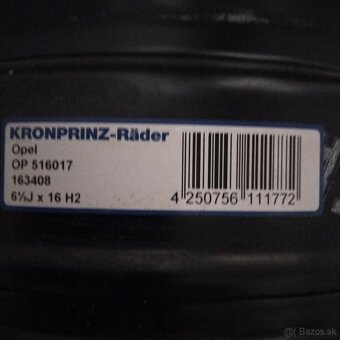 KRONPRINZ-Räder
Opel
OP 516017
163408
6½J x 16 H2
4 250756 111772
© Bazos.sk